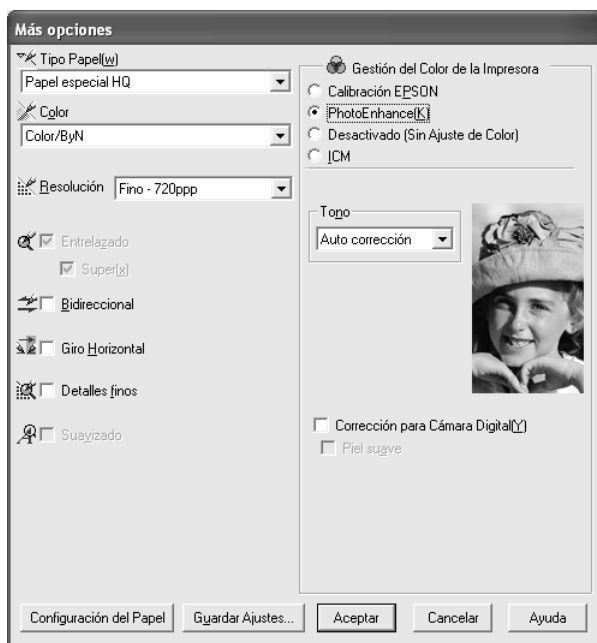 Más opciones
Tipo Papel(w)
Papel especial HQ
Color
Color/ByN
Resolución Fino - 720ppp
Entrelazado
Super(x)
Bidireccional
Giro Horizontal
Detalles finos
Suavizado
Gestión del Color de la Impresora
Calibración EPSON
PhotoEnhance(K)
Desactivado (Sin Ajuste de Color)
ICM
Tono
Auto corrección
Corrección para Cámara Digital(Y)
Piel suave
Configuración del Papel Guardar Ajustes... Aceptar Cancelar Ayuda